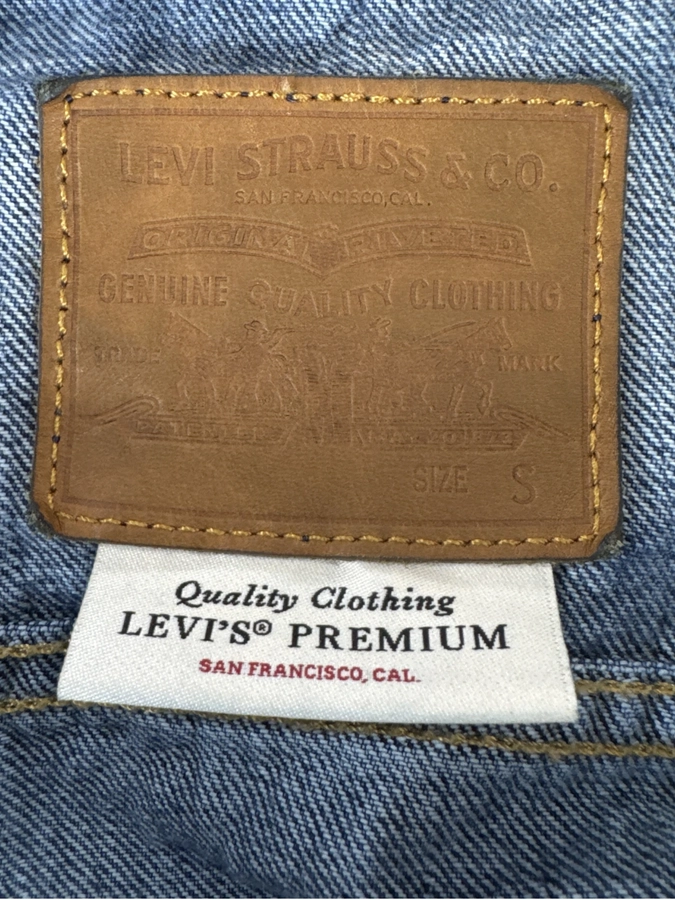 LEVI STRAUSS & CO.
SAN FRANCISCO, CAL.
ORIGINAL RIVETED
GENUINE QUALITY CLOTHING
TRADE MARK
SIZE S
Quality Clothing
LEVI'S® PREMIUM
SAN FRANCISCO, CAL.